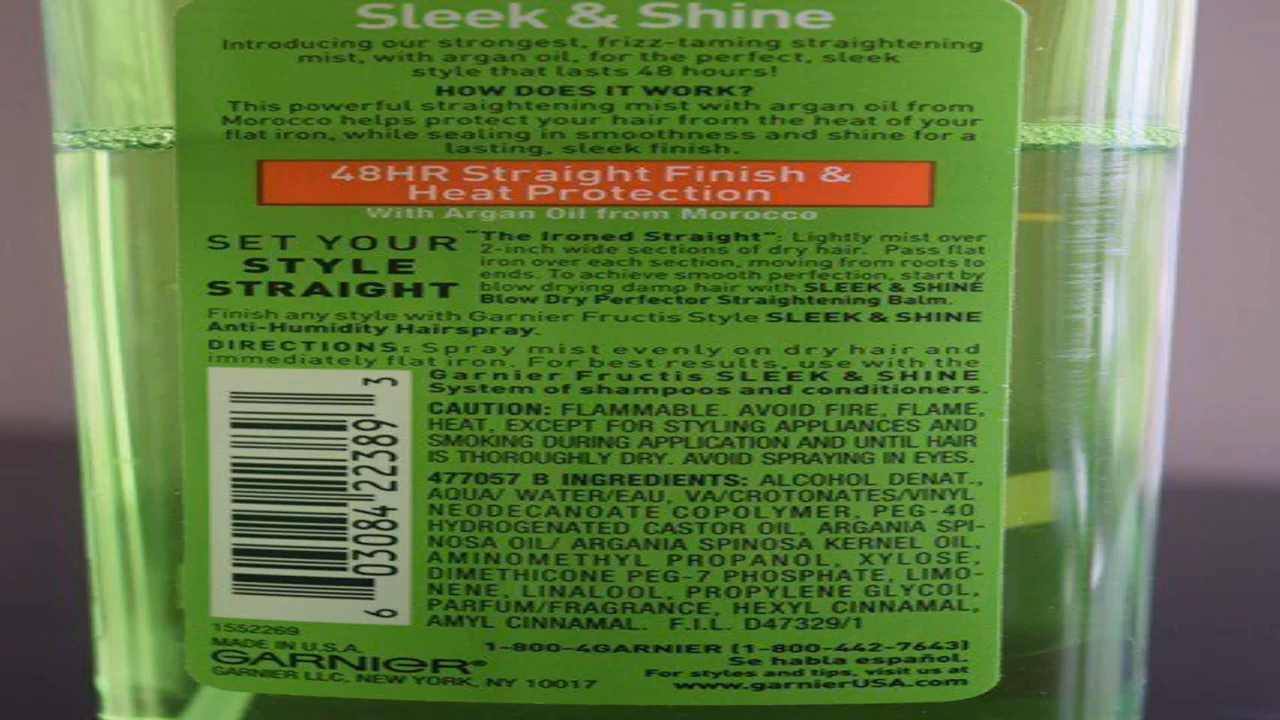 Sleek & Shine
Introducing our strongest, frizz-taming straightening
mist, with argan oil, for the perfect, sleek
style that lasts 48 hours!
HOW DOES IT WORK?
This powerful straightening mist with argan oil from
Morocco helps protect your hair from the heat of your
flat iron, while sealing in smoothness and shine for a
lasting, sleek finish.
48HR Straight Finish &
Heat Protection
With Argan Oil from Morocco
SET YOUR
STYLE
STRAIGHT
"The Ironed Straight": Lightly mist over
2-inch wide sections of dry hair. Pass flat
iron over each section, moving from roots to
ends. To achieve smooth perfection, start by
blow drying damp hair with SLEEK & SHINE
Blow Dry Perfector Straightening Balm.
Finish any style with Garnier Fructis Style SLEEK & SHINE
Anti-Humidity Hairspray.
DIRECTIONS: Spray mist evenly on dry hair and
immediately flat iron. For best results, use with the
Garnier Fructis SLEEK & SHINE
System of shampoos and conditioners.
CAUTION: FLAMMABLE. AVOID FIRE, FLAME,
HEAT, EXCEPT FOR STYLING APPLIANCES AND
SMOKING DURING APPLICATION AND UNTIL HAIR
IS THOROUGHLY DRY. AVOID SPRAYING IN EYES.
477057 B INGREDIENTS: ALCOHOL DENAT.,
AQUA/ WATER/EAU, VA/CROTONATES/VINYL
NEODECANOATE COPOLYMER, PEG-40
HYDROGENATED CASTOR OIL, ARGANIA SPI-
NOSA OIL/ ARGANIA SPINOSA KERNEL OIL,
AMINOMETHYL PROPANOL, XYLOSE,
DIMETHICONE PEG-7 PHOSPHATE, LIMO-
NENE, LINALOOL, PROPYLENE GLYCOL,
PARFUM/FRAGRANCE, HEXYL CINNAMAL,
AMYL CINNAMAL. F.I.L. D47329/1
6 03084 22389 3
1552269
MADE IN U.S.A.
GARNIER®
GARNIER LLC. NEW YORK, NY 10017
1-800-4GARNIER (1-800-442-7643)
Se habla español.
For styles and tips, visit us at
www.garnierUSA.com